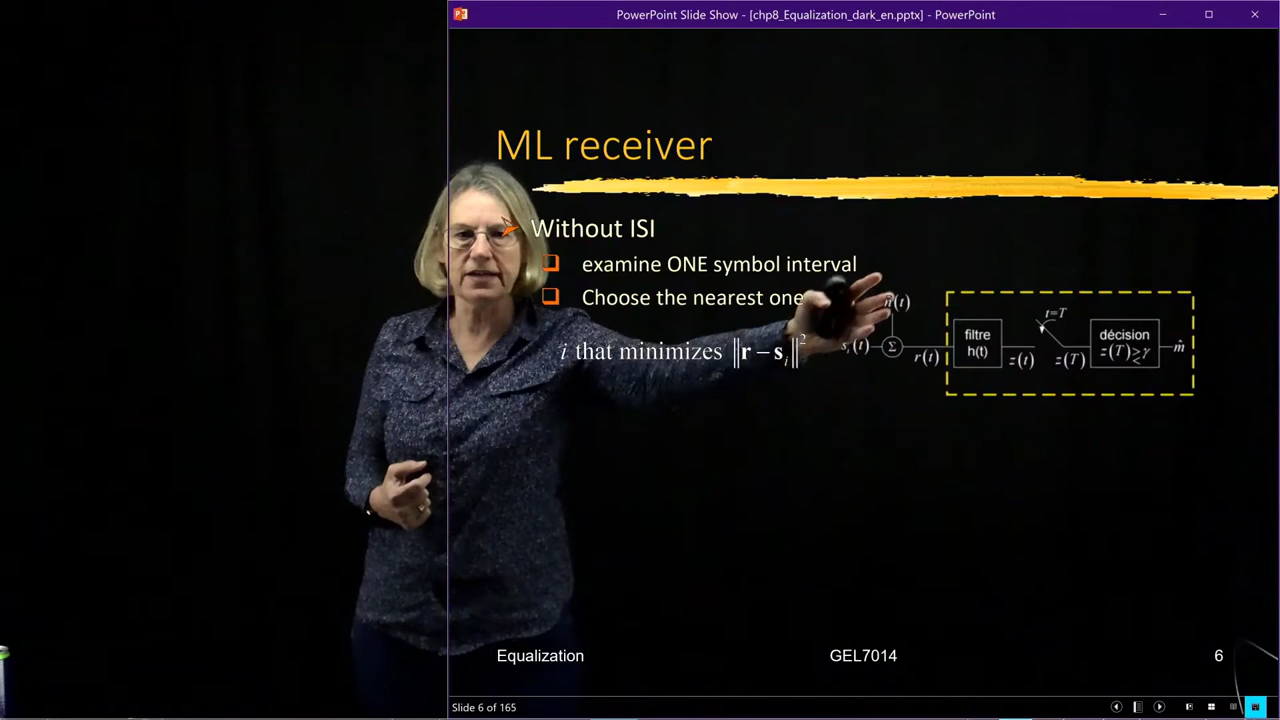 PowerPoint Slide Show - [chp8_Equalization_dark_en.pptx] - PowerPoint
ML receiver
Without ISI
examine ONE symbol interval
Choose the nearest one
i that minimizes ‖r − sᵢ‖²
n(t)
sᵢ(t)
Σ
r(t)
filtre
h(t)
z(t)
t=T
z(T)
décision
z(T)≷γ
m̂
Equalization
GEL7014
6
Slide 6 of 165